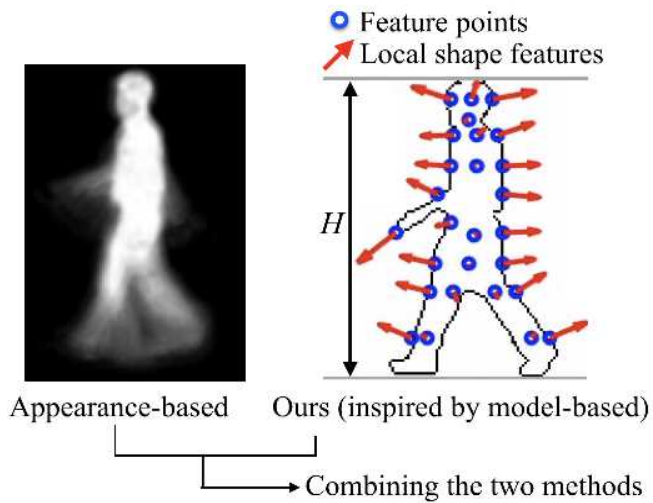 Feature points
Local shape features
H
Appearance-based
Ours (inspired by model-based)
Combining the two methods